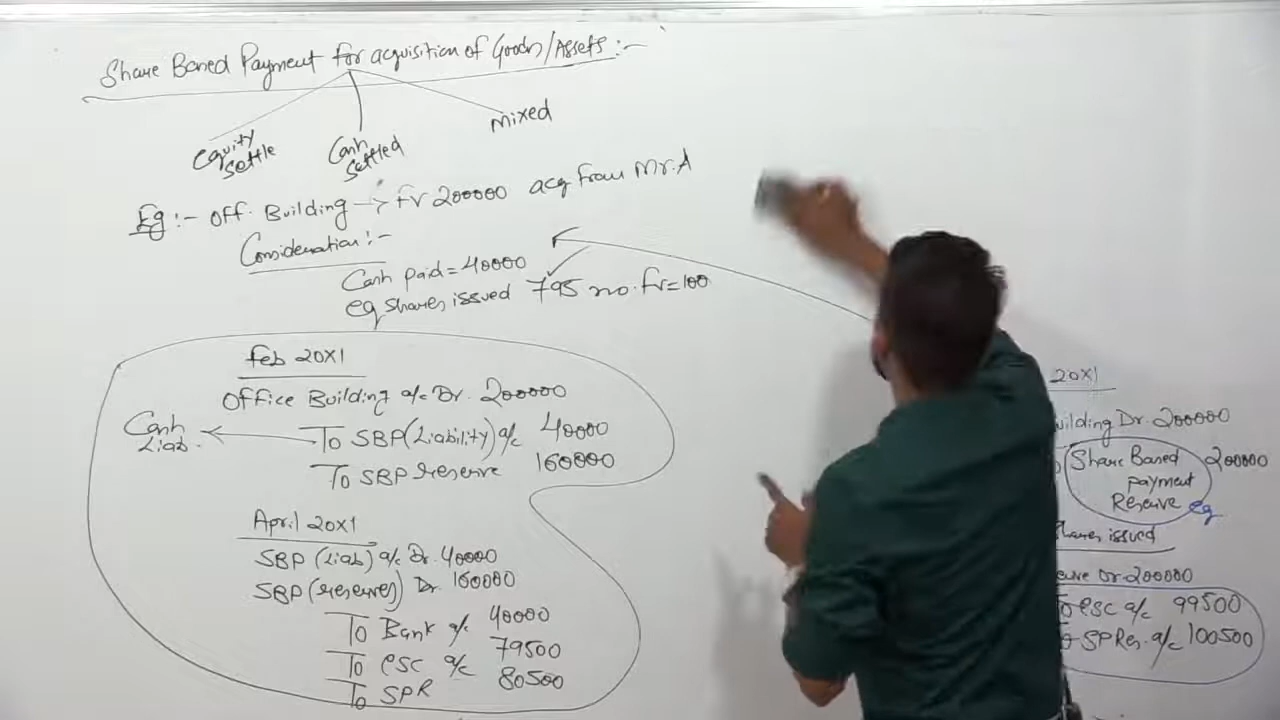 Share Based Payment for acquisition of Goods/Assets :-
Equity Settle
Cash Settled
Mixed
Eg :- Off. Building → FV 200000 acq from Mr. A
Consideration :-
Cash paid = 40000
eq shares issued 795 no. FV = 100
Feb 20X1
Office Building a/c Dr. 200000
Cash Liab.
To SBP (Liability) a/c 40000
To SBP reserve 160000
April 20X1
SBP (Liab) a/c Dr. 40000
SBP (reserves) Dr. 160000
To Bank a/c 40000
To ESC a/c 79500
To SPR 80500
20X1
uilding Dr. 200000
Share Based 200000
payment
Reserve eq
shares issued
erve Dr 200000
To ESC a/c 99500
To SPRes. a/c 100500